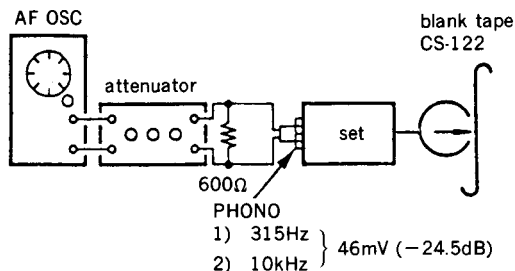 AF OSC
blank tape
CS-122
attenuator
set
600Ω
PHONO
1) 315Hz
2) 10kHz
46mV (−24.5dB)